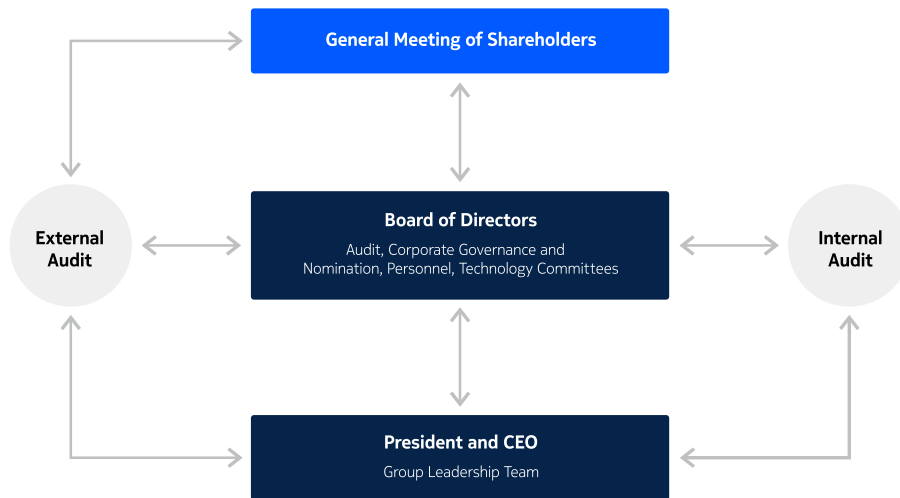 General Meeting of Shareholders
Board of Directors
Audit, Corporate Governance and
Nomination, Personnel, Technology Committees
External
Audit
Internal
Audit
President and CEO
Group Leadership Team